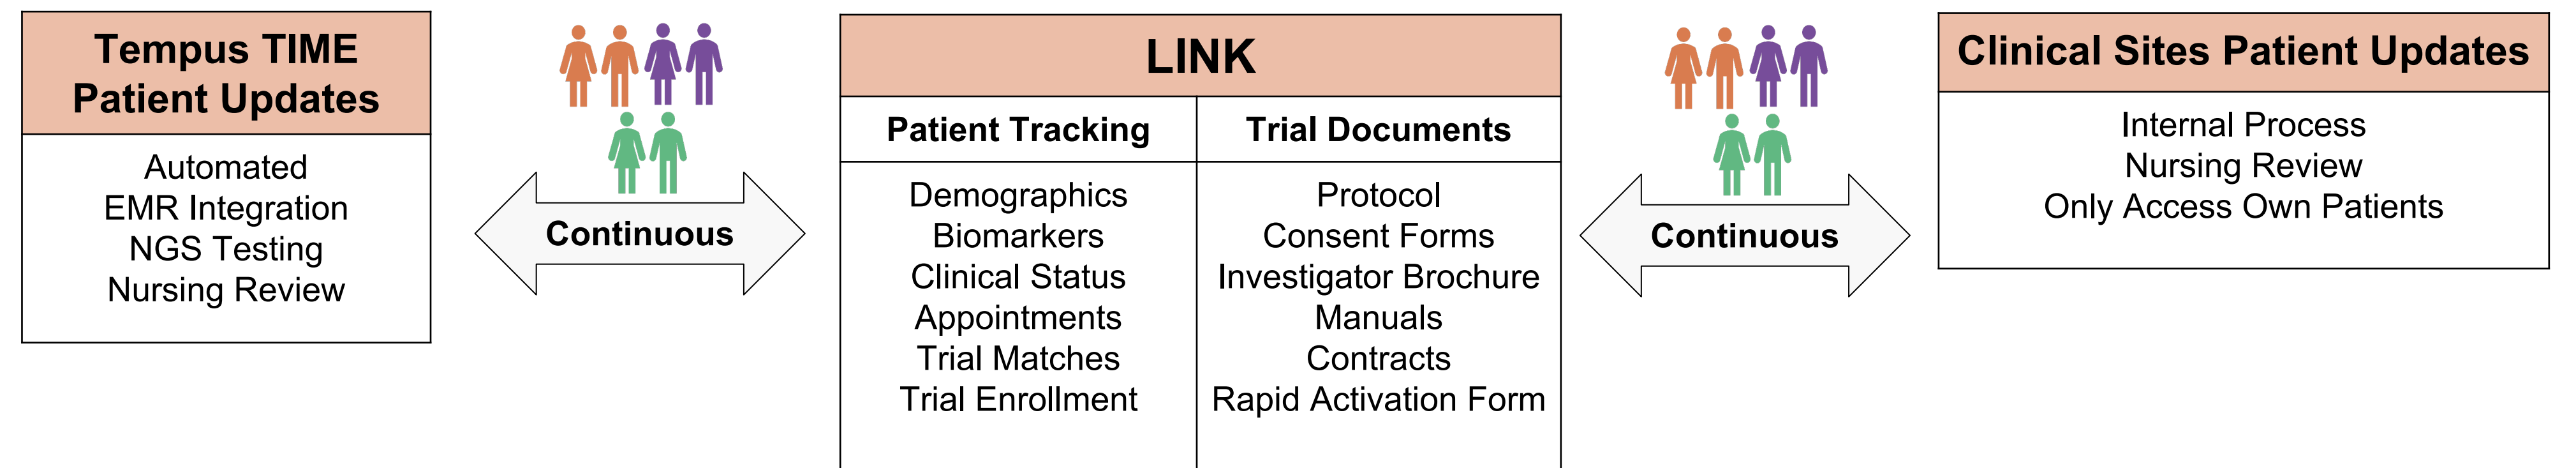 Tempus TIME
Patient Updates
Automated
EMR Integration
NGS Testing
Nursing Review
Continuous
LINK
Patient Tracking
Demographics
Biomarkers
Clinical Status
Appointments
Trial Matches
Trial Enrollment
Trial Documents
Protocol
Consent Forms
Investigator Brochure
Manuals
Contracts
Rapid Activation Form
Continuous
Clinical Sites Patient Updates
Internal Process
Nursing Review
Only Access Own Patients